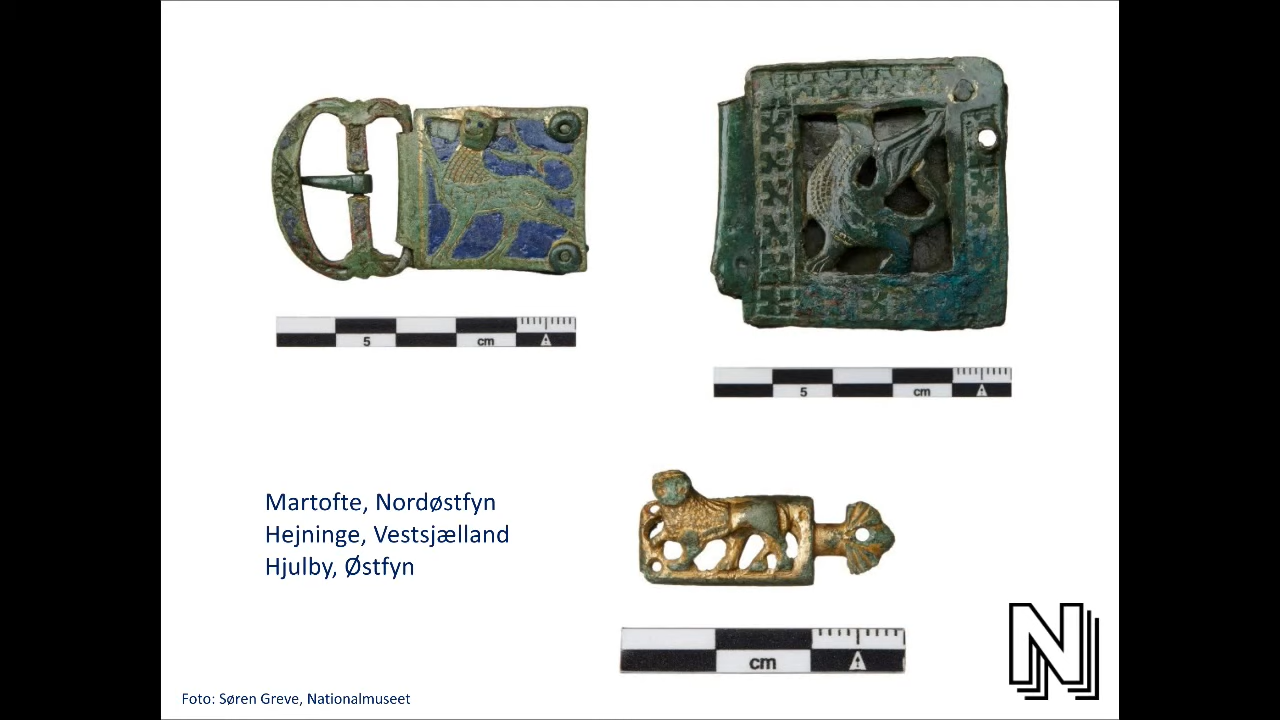 5 cm
5 cm
Martofte, Nordøstfyn
Hejninge, Vestsjælland
Hjulby, Østfyn
cm
N
Foto: Søren Greve, Nationalmuseet